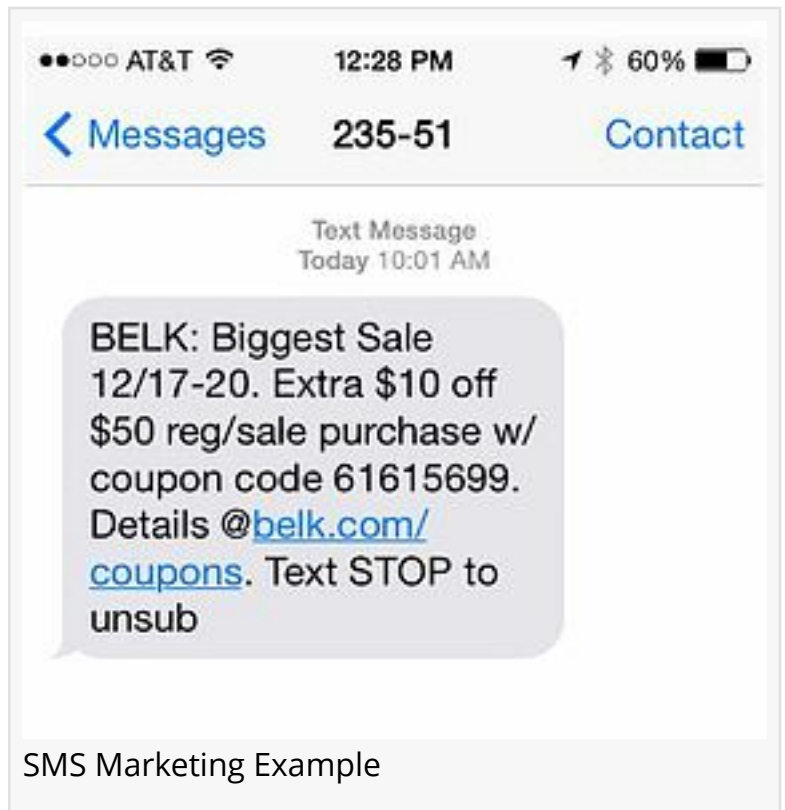 AT&T 12:28 PM 60%
Messages 235-51 Contact
Text Message
Today 10:01 AM
BELK: Biggest Sale
12/17-20. Extra $10 off
$50 reg/sale purchase w/
coupon code 61615699.
Details @belk.com/
coupons. Text STOP to
unsub
SMS Marketing Example